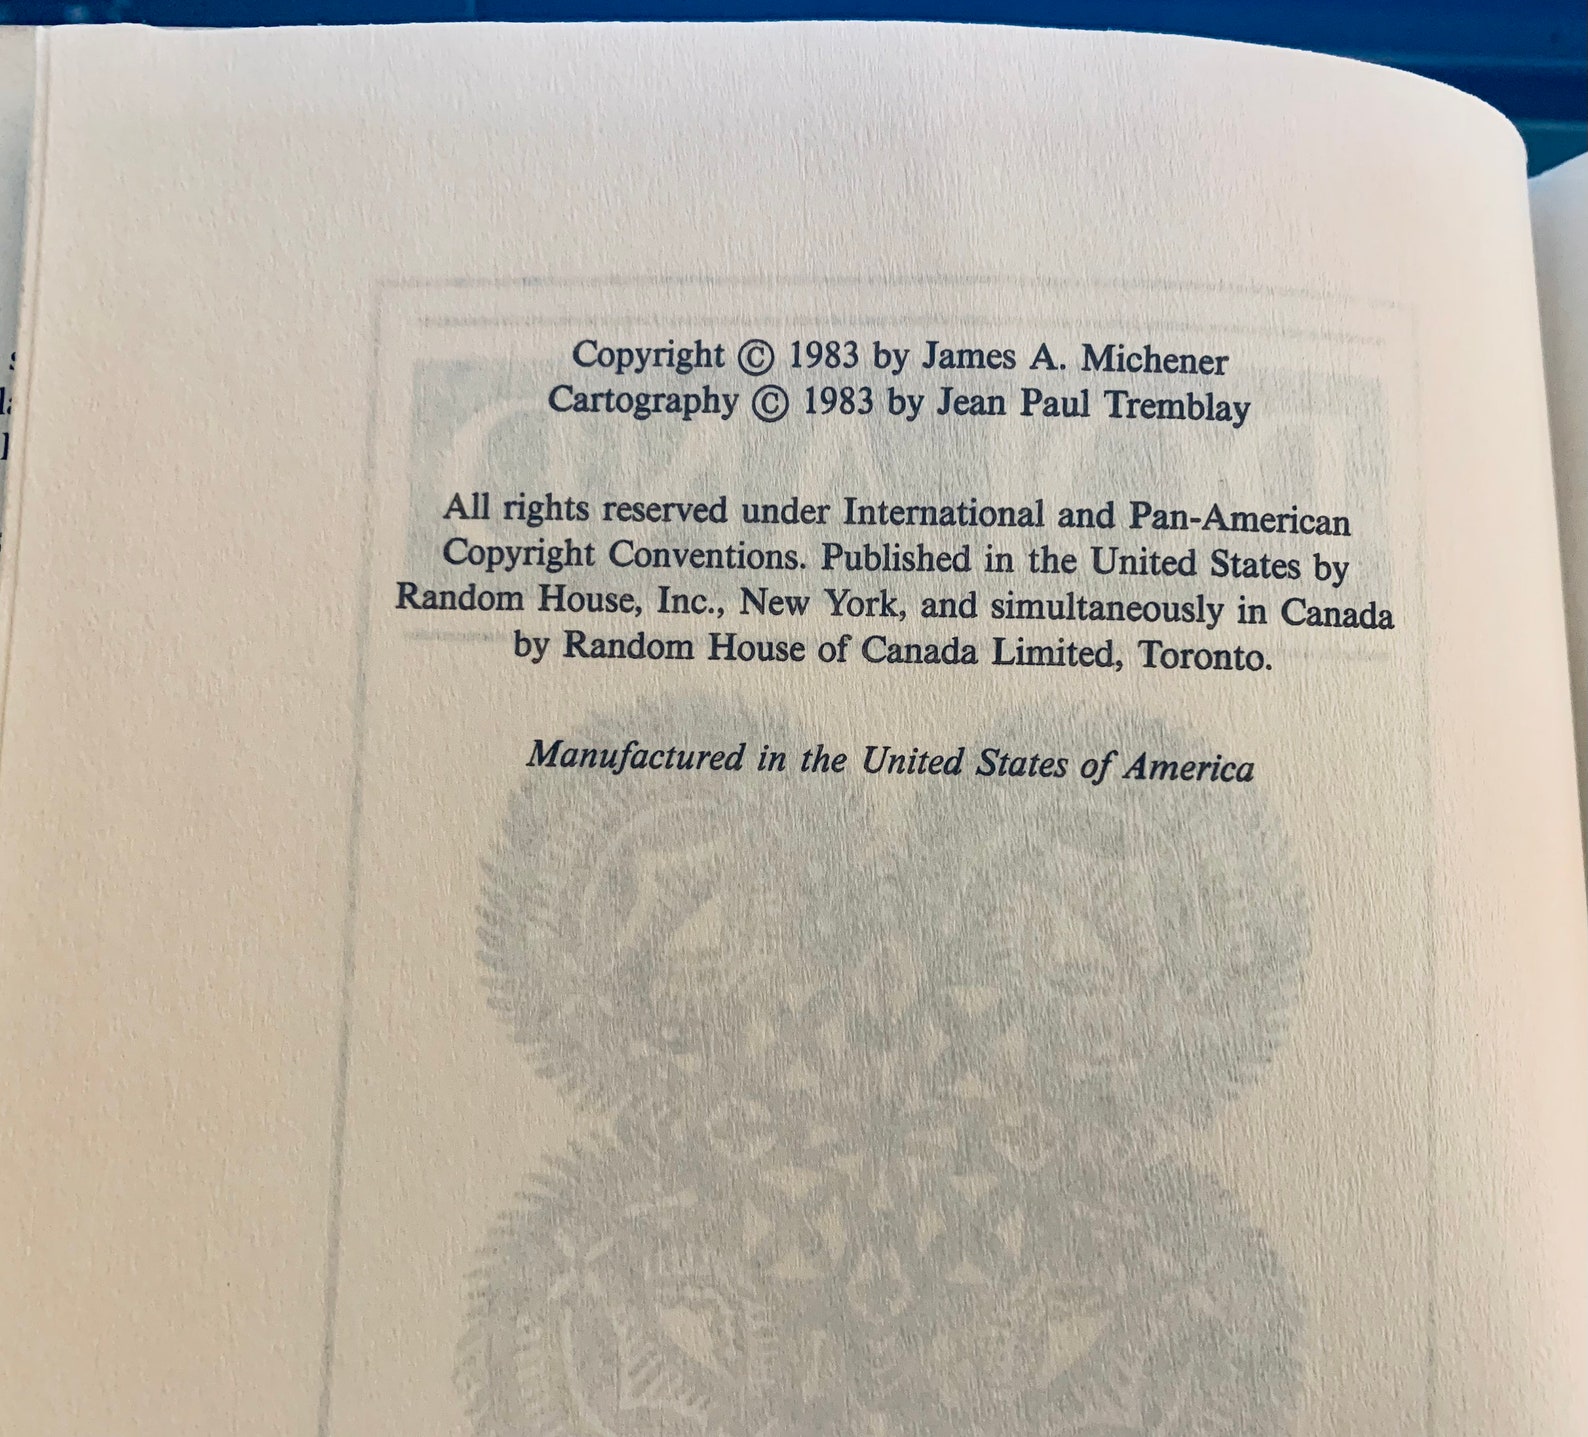 Copyright © 1983 by James A. Michener
Cartography © 1983 by Jean Paul Tremblay
All rights reserved under International and Pan-American
Copyright Conventions. Published in the United States by
Random House, Inc., New York, and simultaneously in Canada
by Random House of Canada Limited, Toronto.
Manufactured in the United States of America